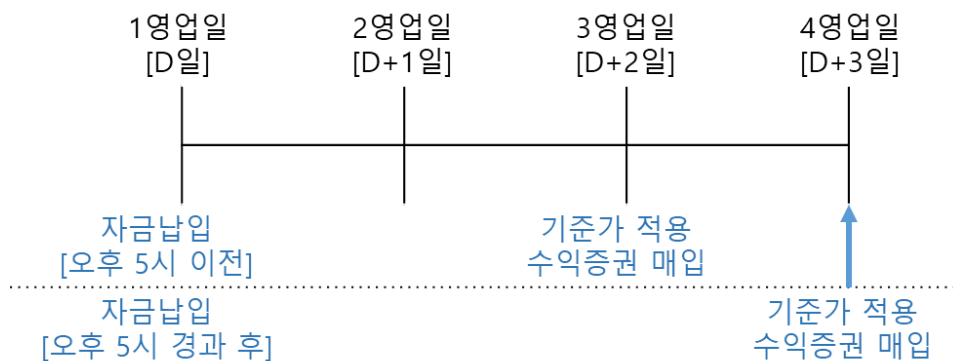 1영업일 2영업일 3영업일 4영업일
[D일] [D+1일] [D+2일] [D+3일]
자금납입 기준가 적용
[오후 5시 이전] 수익증권 매입
자금납입 기준가 적용
[오후 5시 경과 후] 수익증권 매입